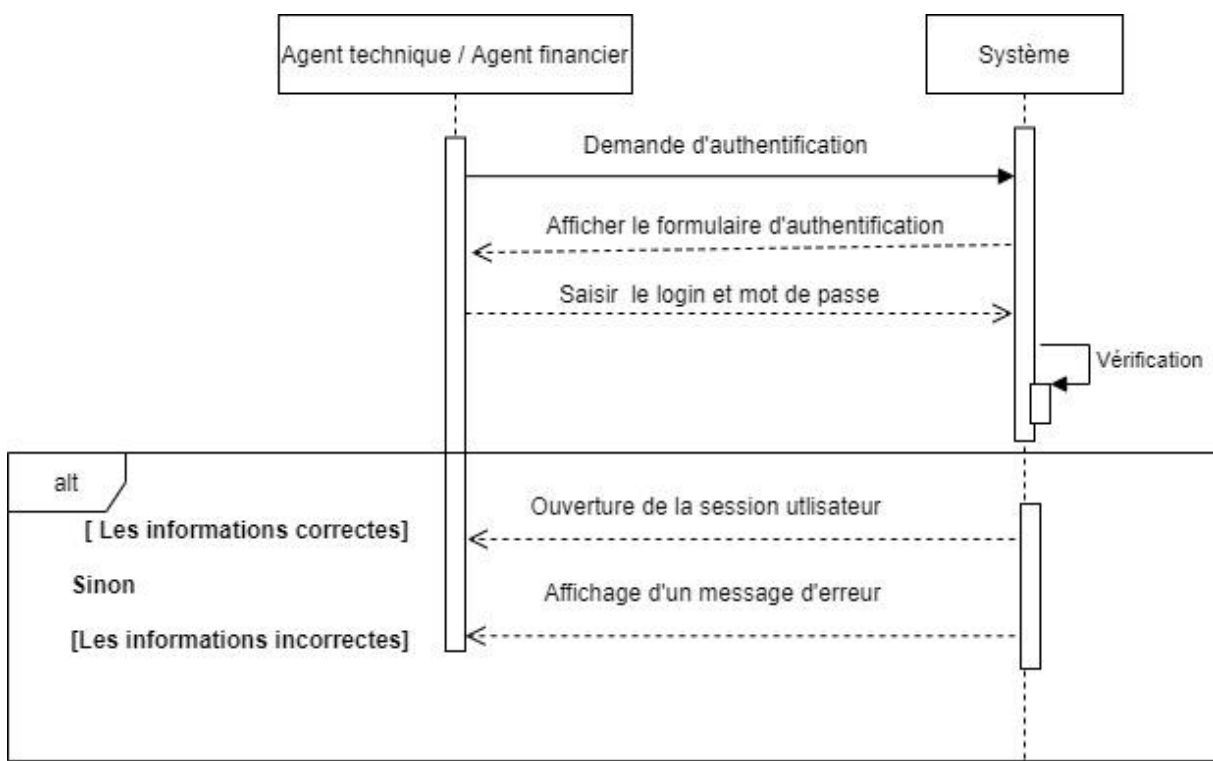 Agent technique / Agent financier
Système
Demande d'authentification
Afficher le formulaire d'authentification
Saisir le login et mot de passe
Vérification
alt
Ouverture de la session utlisateur
[ Les informations correctes]
Sinon
Affichage d'un message d'erreur
[Les informations incorrectes]